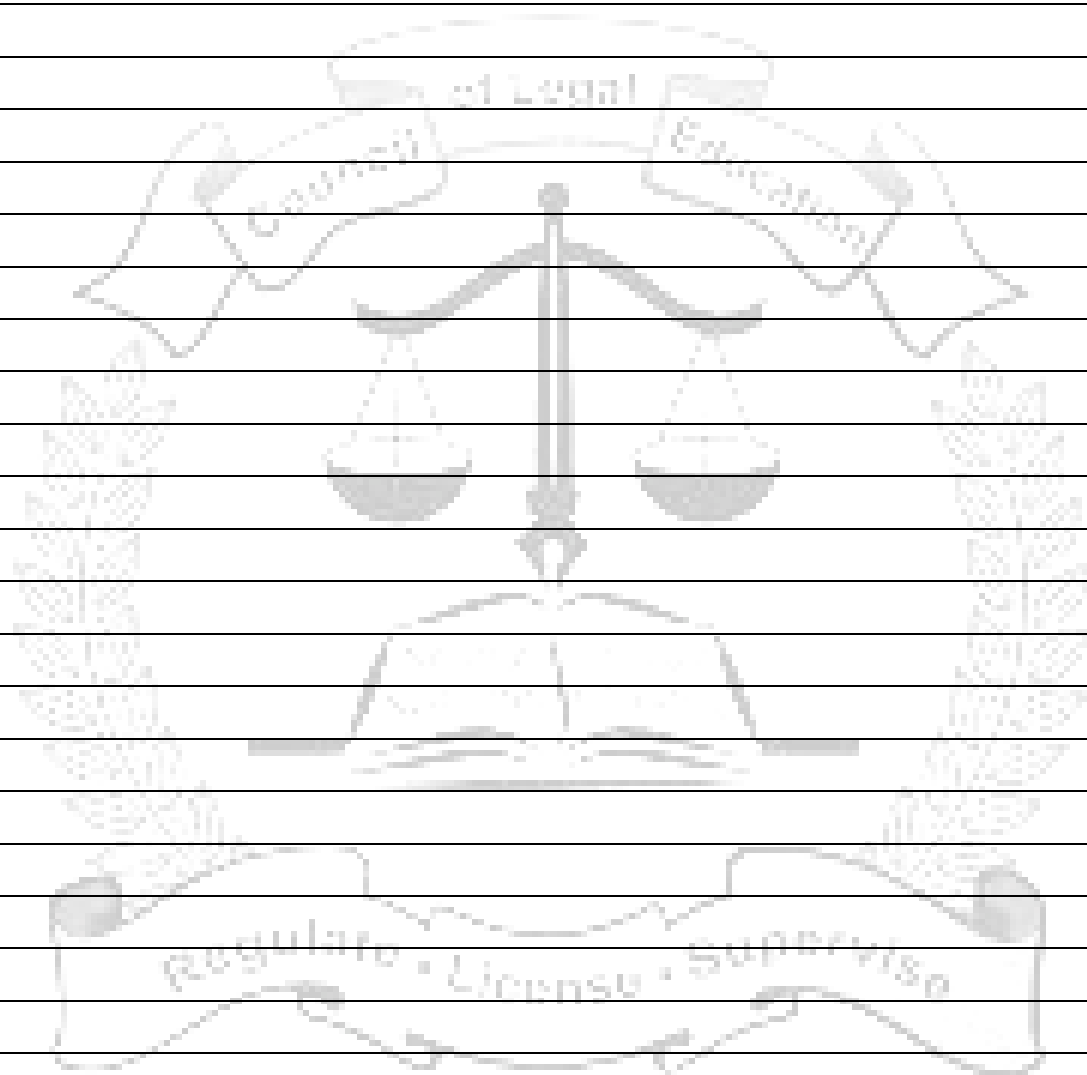 Council of Legal Education
Regulate • License • Supervise